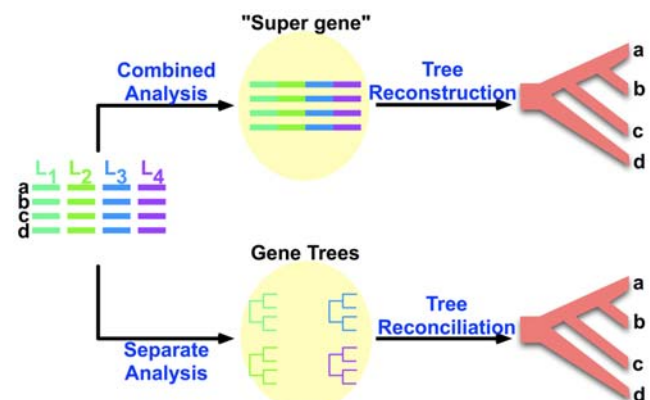 "Super gene"
Combined
Analysis
Tree
Reconstruction
a
b
c
d
L1 L2 L3 L4
a
b
c
d
Gene Trees
Separate
Analysis
Tree
Reconciliation
a
b
c
d